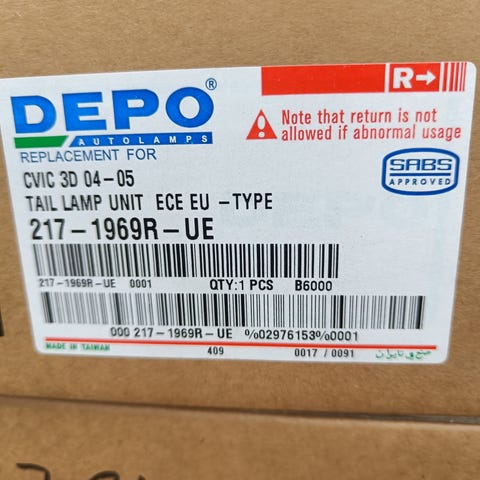 DEPO®
AUTOLAMPS
REPLACEMENT FOR
R→
Note that return is not
allowed if abnormal usage
SABS
APPROVED
CVIC 3D 04-05
TAIL LAMP UNIT ECE EU -TYPE
217-1969R-UE
217-1969R-UE 0001 QTY:1 PCS B6000
000 217-1969R-UE %02976153%0001
MADE IN TAIWAN 409 0017 / 0091